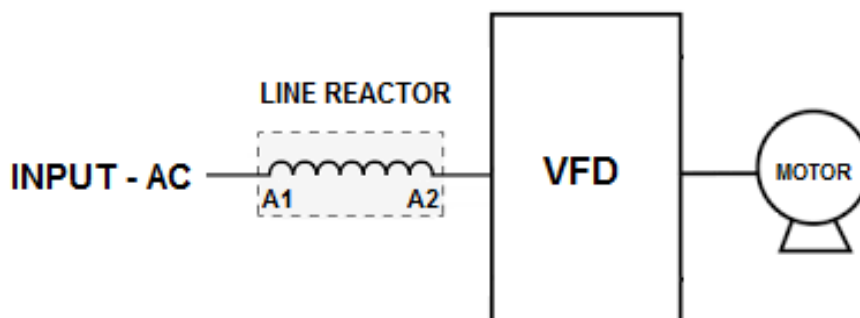 LINE REACTOR
INPUT - AC
A1
A2
VFD
MOTOR